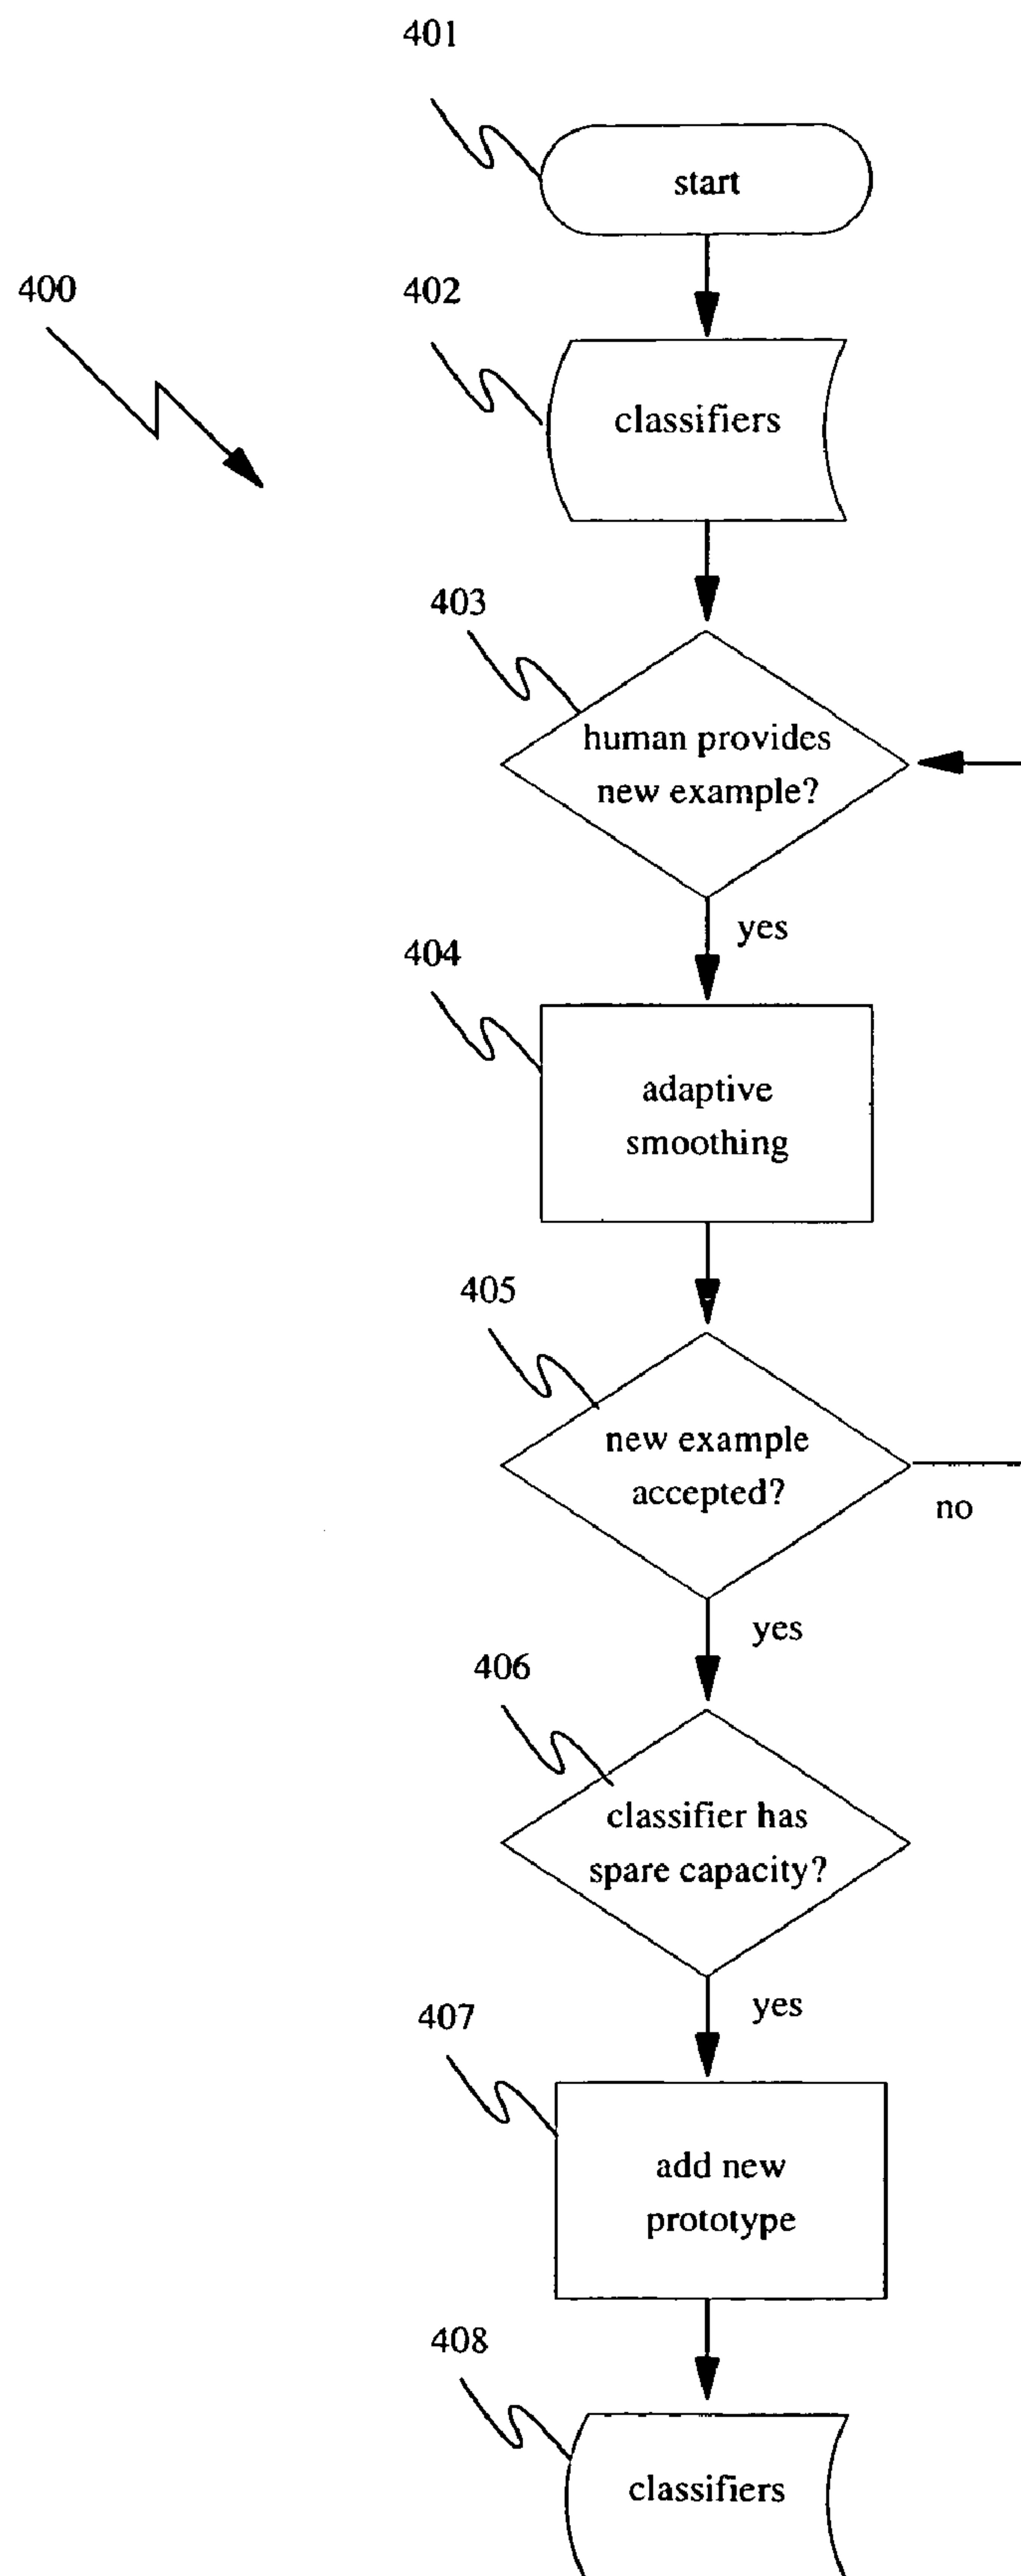 401
start
400
402
classifiers
403
human provides
new example?
yes
404
adaptive
smoothing
405
new example
accepted?
no
yes
406
classifier has
spare capacity?
yes
407
add new
prototype
408
classifiers